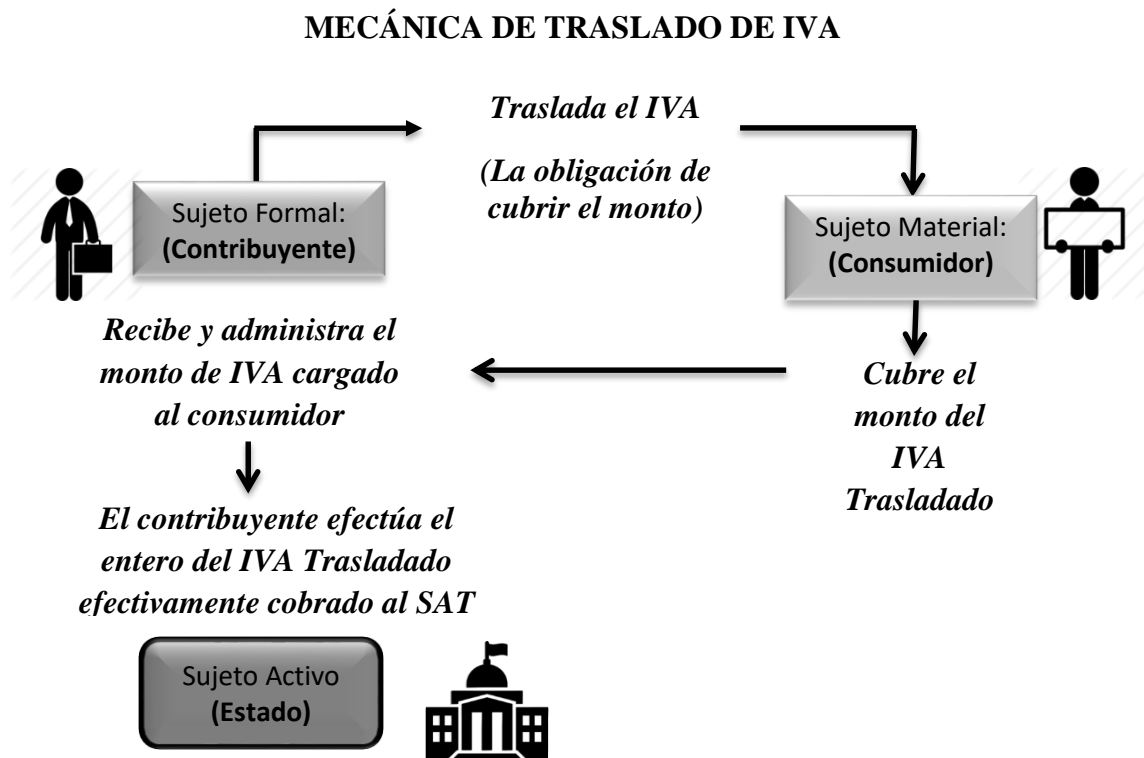 MECÁNICA DE TRASLADO DE IVA
Traslada el IVA
(La obligación de
cubrir el monto)
Sujeto Formal:
(Contribuyente)
Sujeto Material:
(Consumidor)
Recibe y administra el
monto de IVA cargado
al consumidor
Cubre el
monto del
IVA
Trasladado
El contribuyente efectúa el
entero del IVA Trasladado
efectivamente cobrado al SAT
Sujeto Activo
(Estado)